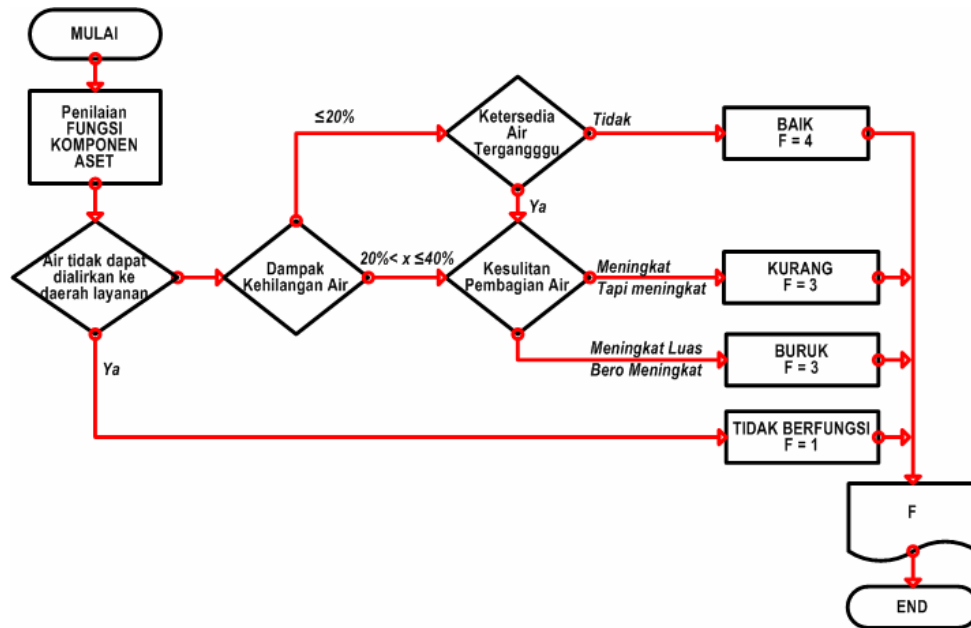 MULAI
Penilaian
FUNGSI
KOMPONEN
ASET
Air tidak dapat
dialirkan ke
daerah layanan
Ya
Dampak
Kehilangan Air
≤20%
20%< x ≤40%
Ketersedia
Air
Tergangggu
Tidak
Ya
Kesulitan
Pembagian Air
Meningkat
Tapi meningkat
Meningkat Luas
Bero Meningkat
BAIK
F = 4
KURANG
F = 3
BURUK
F = 3
TIDAK BERFUNGSI
F = 1
F
END